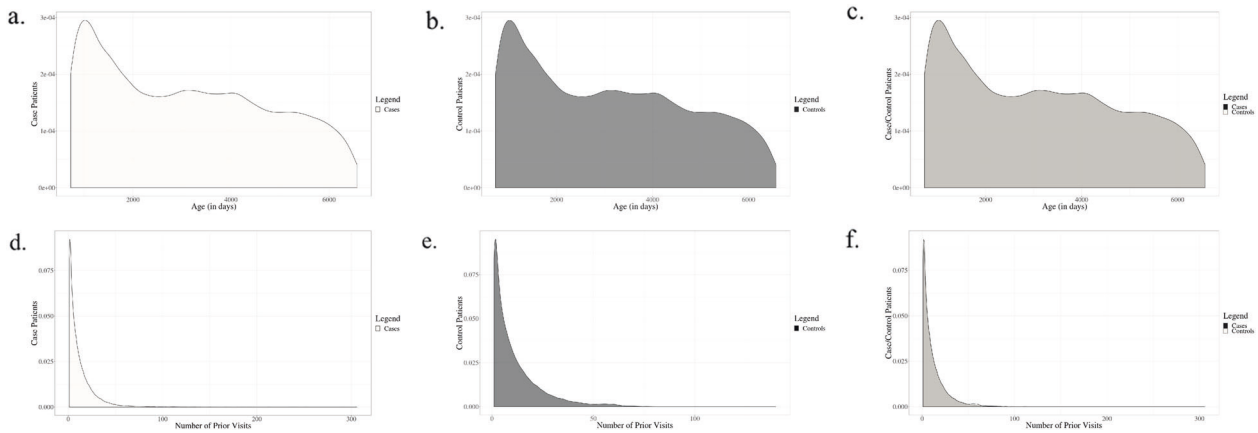 a.
3e-04
2e-04
1e-04
0e+00
Case Patients
2000
4000
6000
Age (in days)
Legend
Cases
b.
3e-04
2e-04
1e-04
0e+00
Control Patients
2000
4000
6000
Age (in days)
Legend
Controls
c.
3e-04
2e-04
1e-04
0e+00
Case/Control Patients
2000
4000
6000
Age (in days)
Legend
Cases
Controls
d.
0.075
0.050
0.025
0.000
Case Patients
0
100
200
300
Number of Prior Visits
Legend
Cases
e.
0.075
0.050
0.025
0.000
Control Patients
0
50
100
Number of Prior Visits
Legend
Controls
f.
0.075
0.050
0.025
0.000
Case/Control Patients
0
100
200
300
Number of Prior Visits
Legend
Cases
Controls